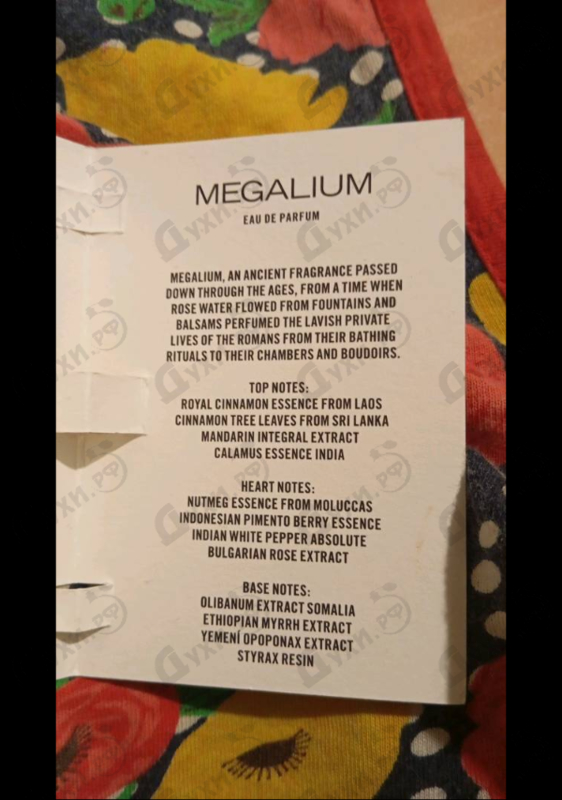 MEGALIUM
EAU DE PARFUM
MEGALIUM, AN ANCIENT FRAGRANCE PASSED
DOWN THROUGH THE AGES, FROM A TIME WHEN
ROSE WATER FLOWED FROM FOUNTAINS AND
BALSAMS PERFUMED THE LAVISH PRIVATE
LIVES OF THE ROMANS FROM THEIR BATHING
RITUALS TO THEIR CHAMBERS AND BOUDOIRS.
TOP NOTES:
ROYAL CINNAMON ESSENCE FROM LAOS
CINNAMON TREE LEAVES FROM SRI LANKA
MANDARIN INTEGRAL EXTRACT
CALAMUS ESSENCE INDIA
HEART NOTES:
NUTMEG ESSENCE FROM MOLUCCAS
INDONESIAN PIMENTO BERRY ESSENCE
INDIAN WHITE PEPPER ABSOLUTE
BULGARIAN ROSE EXTRACT
BASE NOTES:
OLIBANUM EXTRACT SOMALIA
ETHIOPIAN MYRRH EXTRACT
YEMENÍ OPOPONAX EXTRACT
STYRAX RESIN
Духи.рф